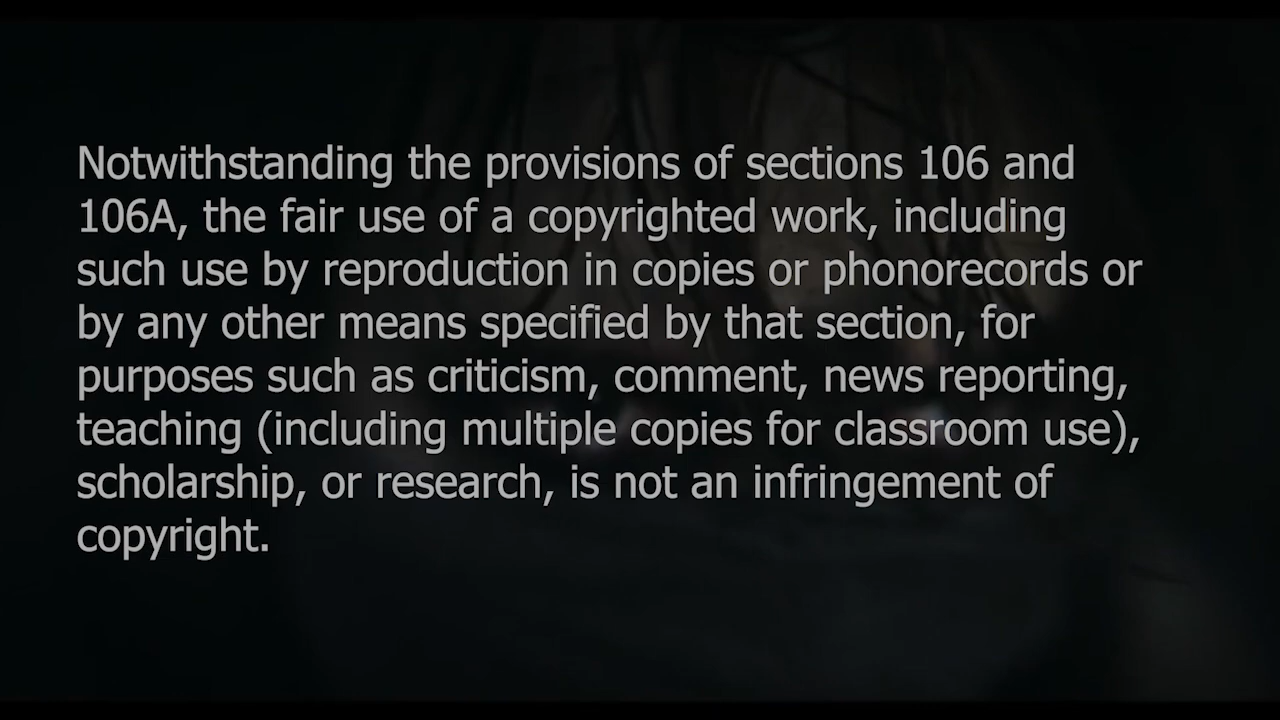 Notwithstanding the provisions of sections 106 and
106A, the fair use of a copyrighted work, including
such use by reproduction in copies or phonorecords or
by any other means specified by that section, for
purposes such as criticism, comment, news reporting,
teaching (including multiple copies for classroom use),
scholarship, or research, is not an infringement of
copyright.